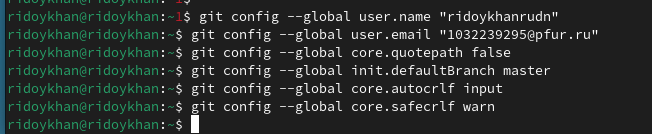 ridoykhan@ridoykhan:~1$ git config --global user.name "ridoykhanrudn"
ridoykhan@ridoykhan:~$ git config --global user.email "1032239295@pfur.ru"
ridoykhan@ridoykhan:~$ git config --global core.quotepath false
ridoykhan@ridoykhan:~$ git config --global init.defaultBranch master
ridoykhan@ridoykhan:~$ git config --global core.autocrlf input
ridoykhan@ridoykhan:~$ git config --global core.safecrlf warn
ridoykhan@ridoykhan:~$